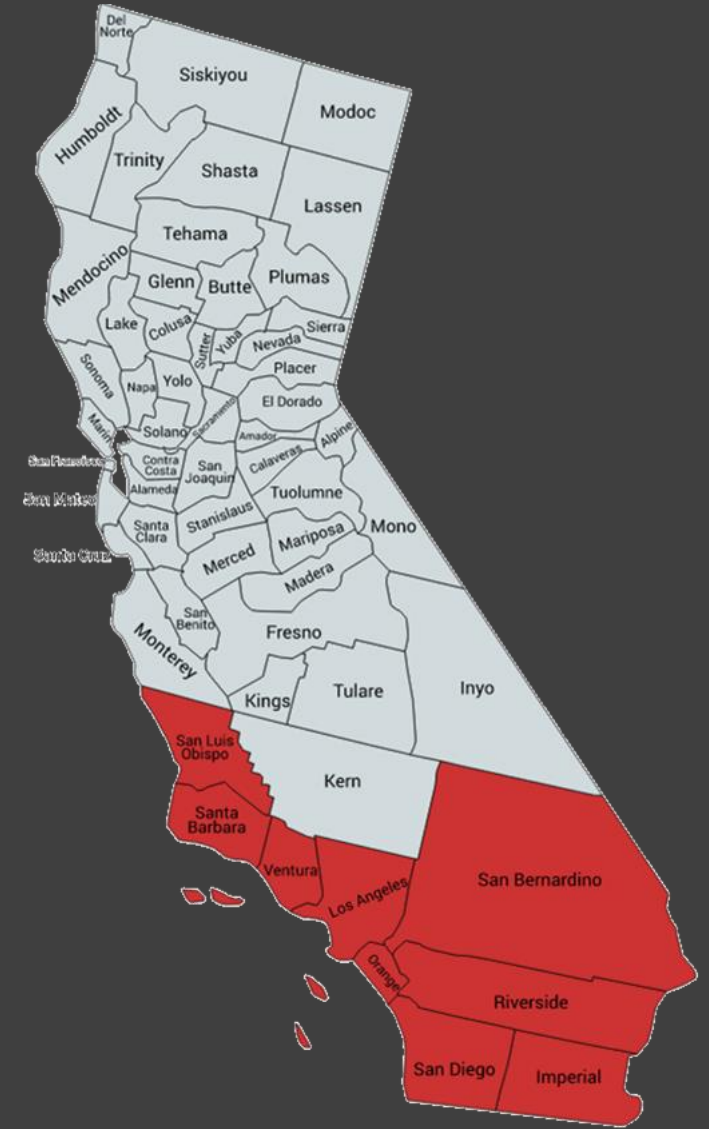 Del
Norte
Siskiyou
Modoc
Humboldt
Trinity
Shasta
Lassen
Tehama
Mendocino
Glenn
Butte
Plumas
Lake
Colusa
Sutter
Yuba
Sierra
Nevada
Placer
Sonoma
Napa
Yolo
El Dorado
Sacramento
Marin
Solano
Amador
Alpine
San Francisco
Contra
Costa
San
Joaquin
Calaveras
Alameda
Tuolumne
San Mateo
Santa
Clara
Stanislaus
Mariposa
Mono
Santa Cruz
Merced
Madera
San
Benito
Fresno
Monterey
Kings
Tulare
Inyo
San Luis
Obispo
Kern
Santa
Barbara
Ventura
Los Angeles
San Bernardino
Orange
Riverside
San Diego
Imperial